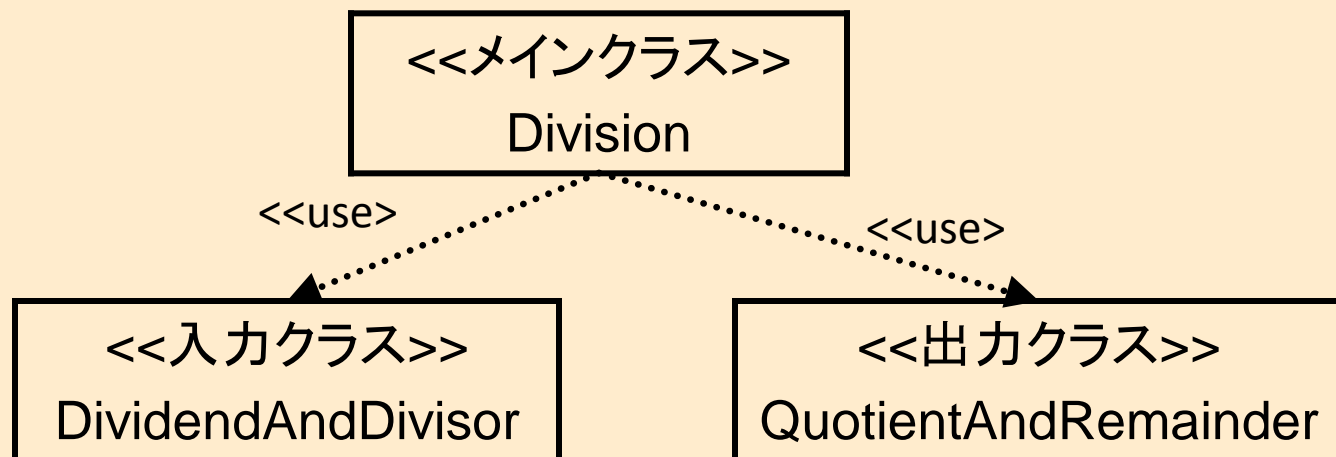 <<メインクラス>>
Division
<<use>
<<use>
<<入力クラス>>
DividendAndDivisor
<<出力クラス>>
QuotientAndRemainder